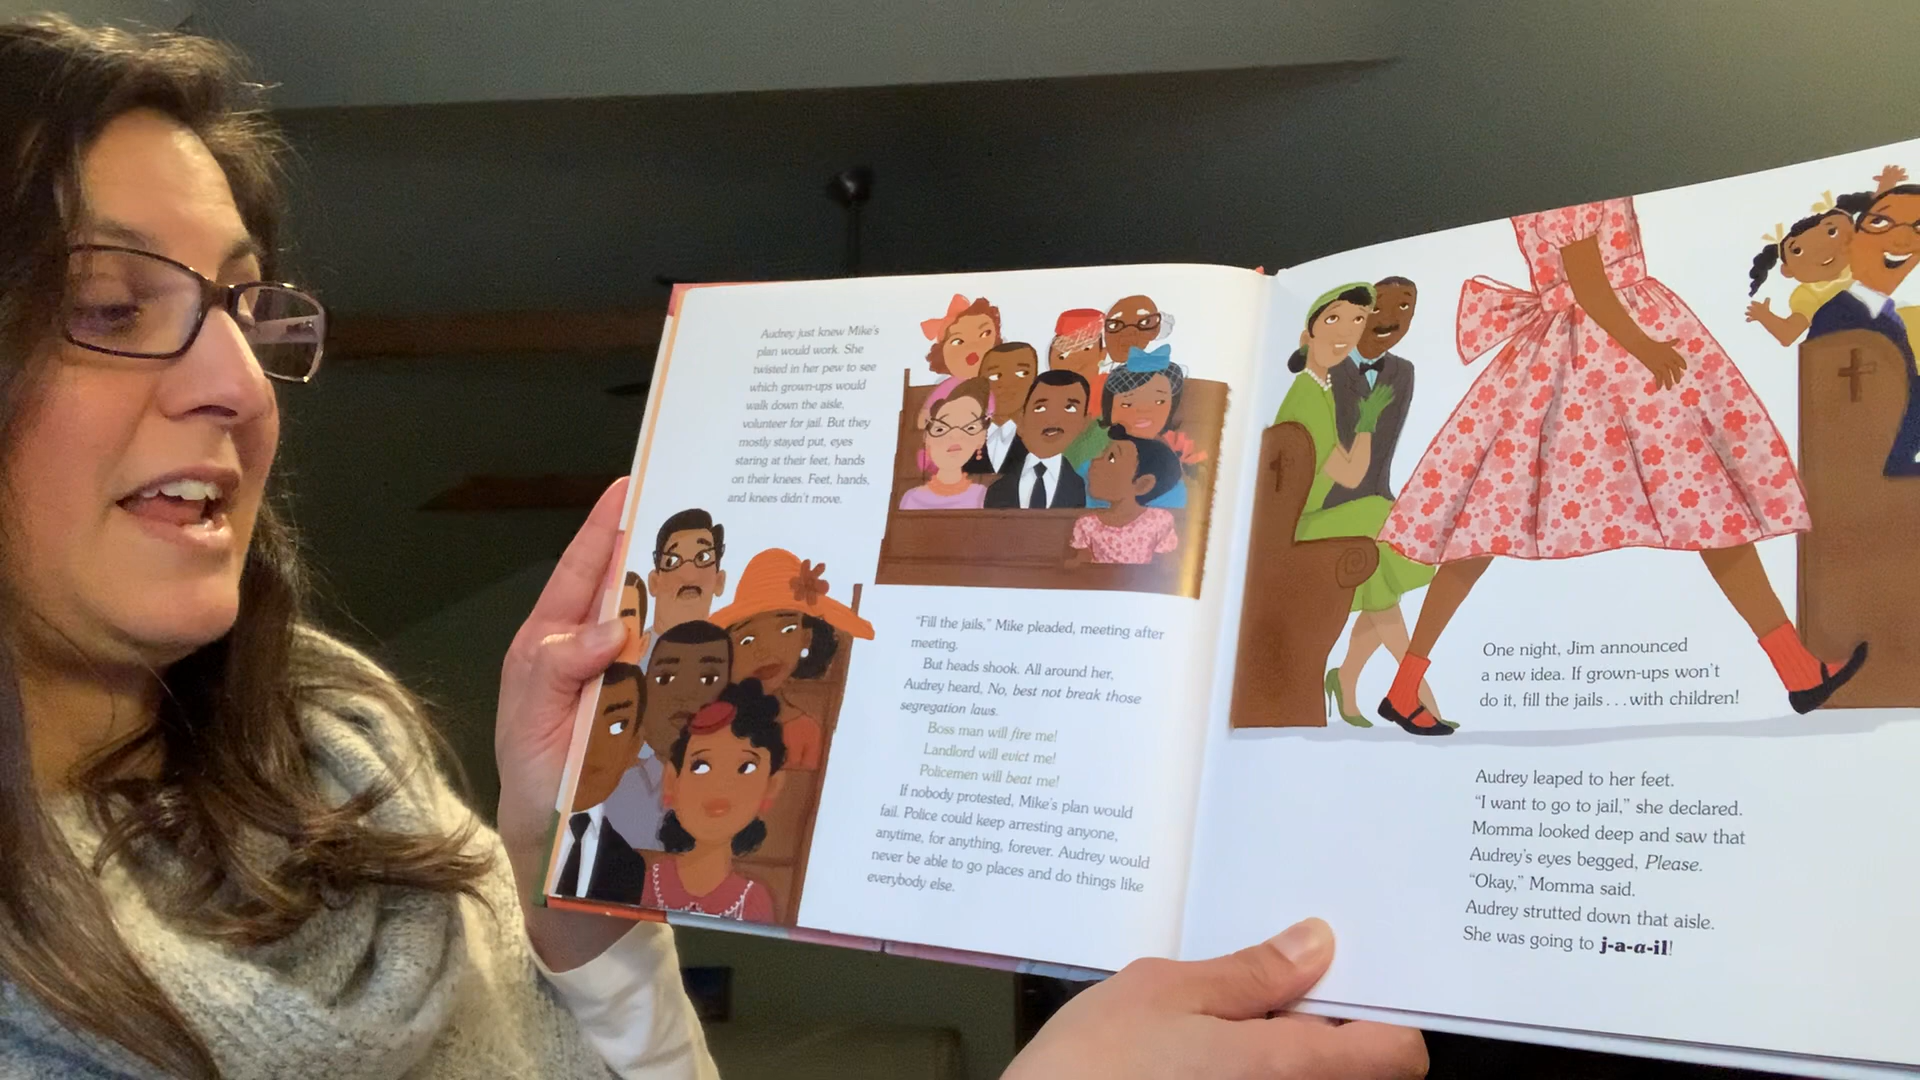 Audrey just knew Mike's
plan would work. She
twisted in her pew to see
which grown-ups would
walk down the aisle,
volunteer for jail. But they
mostly stayed put, eyes
staring at their feet, hands
on their knees. Feet, hands,
and knees didn't move.
"Fill the jails," Mike pleaded, meeting after
meeting.
But heads shook. All around her,
Audrey heard, No, best not break those
segregation laws.
Boss man will fire me!
Landlord will evict me!
Policemen will beat me!
If nobody protested, Mike's plan would
fail. Police could keep arresting anyone,
anytime, for anything, forever. Audrey would
never be able to go places and do things like
everybody else.
One night, Jim announced
a new idea. If grown-ups won't
do it, fill the jails...with children!
Audrey leaped to her feet.
"I want to go to jail," she declared.
Momma looked deep and saw that
Audrey's eyes begged, Please.
"Okay," Momma said.
Audrey strutted down that aisle.
She was going to j-a-a-il!